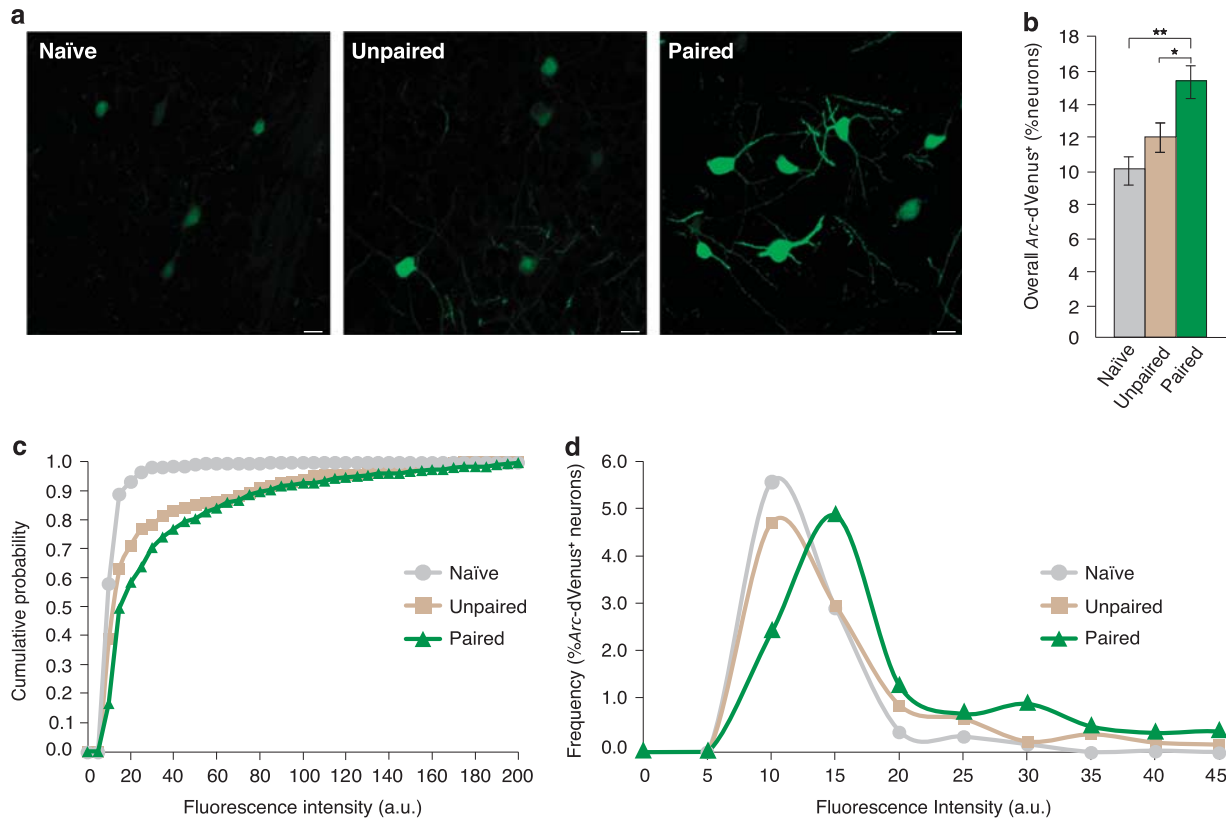 a
Naïve
Unpaired
Paired
b
Overall Arc-dVenus⁺ (%neurons)
18
16
14
12
10
8
6
4
2
0
**
*
Naïve
Unpaired
Paired
c
Cumulative probability
1.0
0.9
0.8
0.7
0.6
0.5
0.4
0.3
0.2
0.1
0.0
0 20 40 60 80 100 120 140 160 180 200
Fluorescence intensity (a.u.)
Naïve
Unpaired
Paired
d
Frequency (%Arc-dVenus⁺ neurons)
6.0
5.0
4.0
3.0
2.0
1.0
0.0
0 5 10 15 20 25 30 35 40 45
Fluorescence Intensity (a.u.)
Naïve
Unpaired
Paired